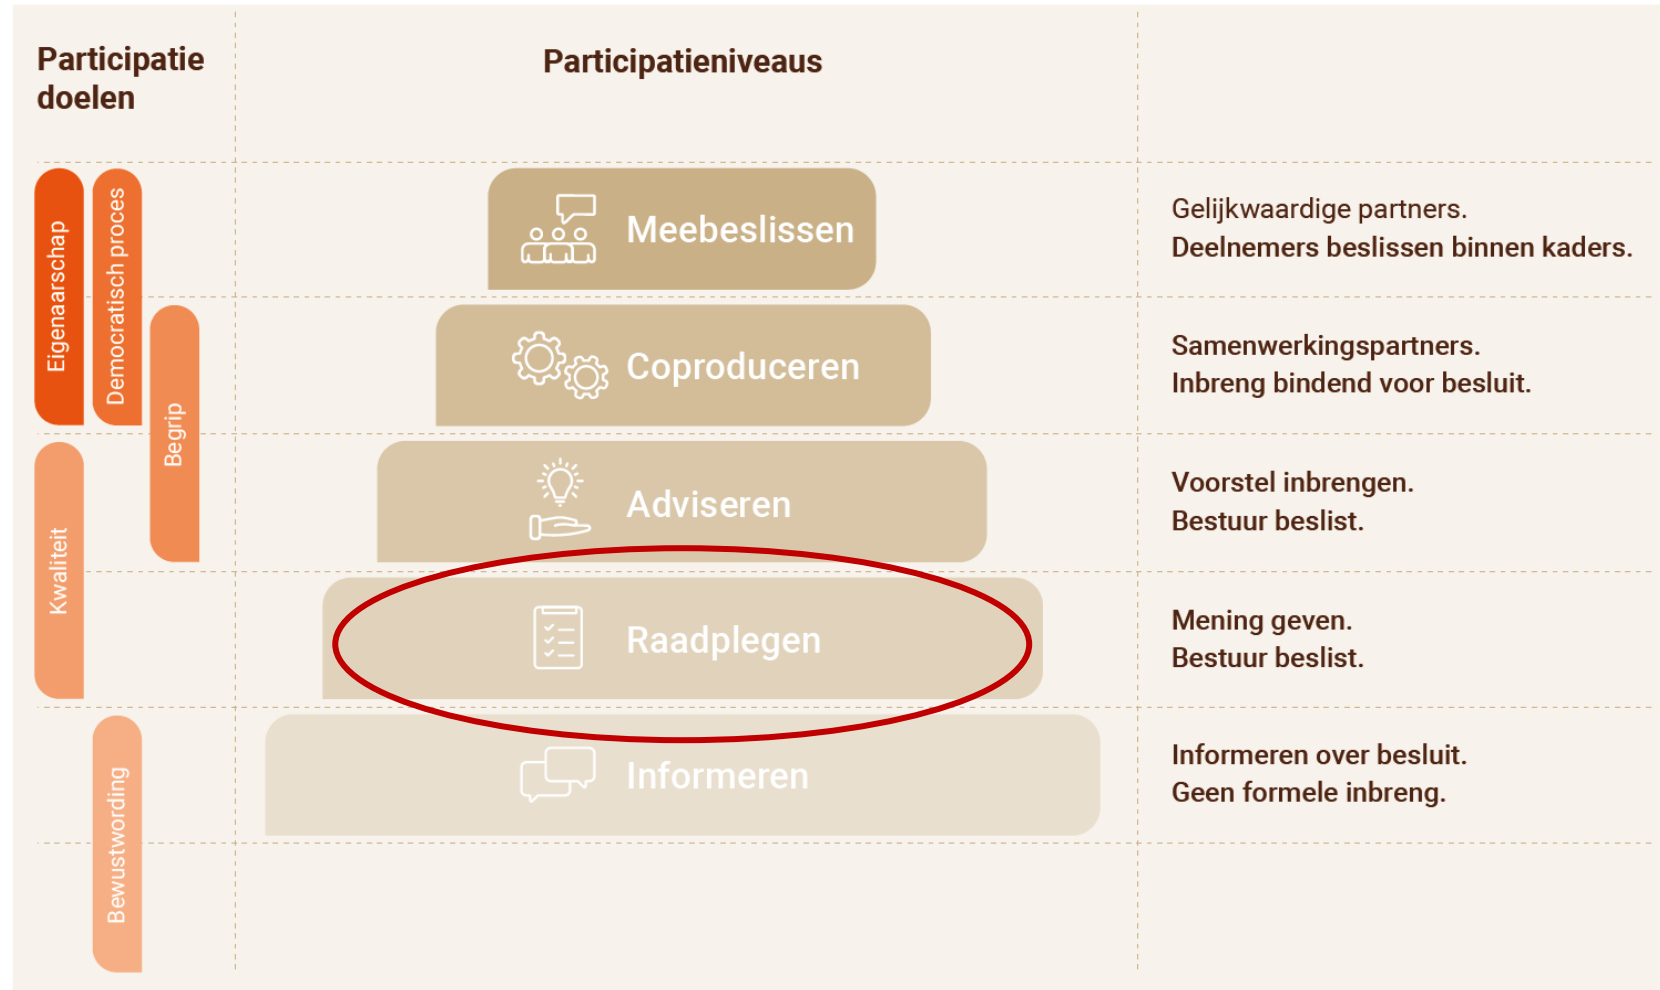 Participatie
doelen
Participatieniveaus
Eigenaarschap
Democratisch proces
Begrip
Kwaliteit
Bewustwording
Meebeslissen
Gelijkwaardige partners.
Deelnemers beslissen binnen kaders.
Coproduceren
Samenwerkingspartners.
Inbreng bindend voor besluit.
Adviseren
Voorstel inbrengen.
Bestuur beslist.
Raadplegen
Mening geven.
Bestuur beslist.
Informeren
Informeren over besluit.
Geen formele inbreng.